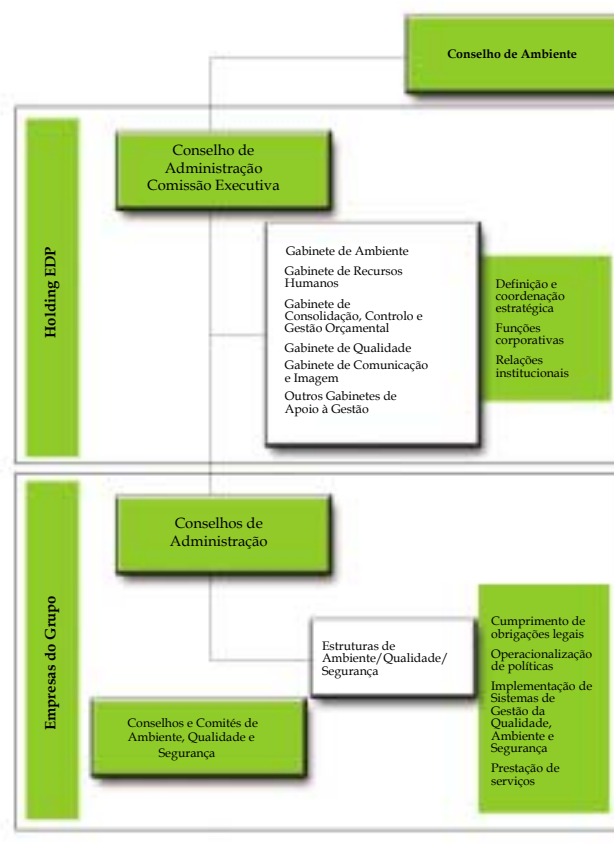 Conselho de Ambiente
Holding EDP
Conselho de
Administração
Comissão Executiva
Gabinete de Ambiente
Gabinete de Recursos
Humanos
Gabinete de
Consolidação, Controlo e
Gestão Orçamental
Gabinete de Qualidade
Gabinete de Comunicação
e Imagem
Outros Gabinetes de
Apoio à Gestão
Definição e
coordenação
estratégica
Funções
corporativas
Relações
institucionais
Empresas do Grupo
Conselhos de
Administração
Estruturas de
Ambiente/Qualidade/
Segurança
Conselhos e Comités de
Ambiente, Qualidade e
Segurança
Cumprimento de
obrigações legais
Operacionalização
de políticas
Implementação de
Sistemas de
Gestão da
Qualidade,
Ambiente e
Segurança
Prestação de
serviços